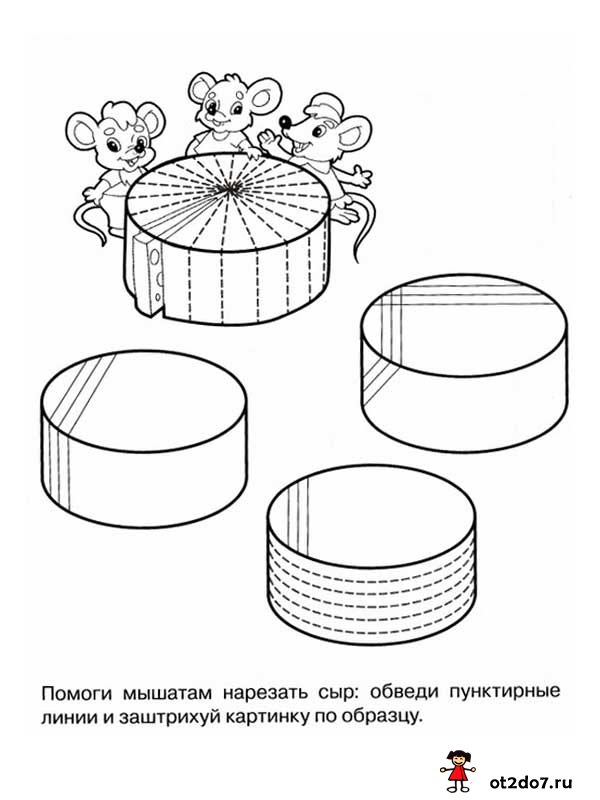 Помоги мышатам нарезать сыр: обведи пунктирные
линии и заштрихуй картинку по образцу.
ot2do7.ru